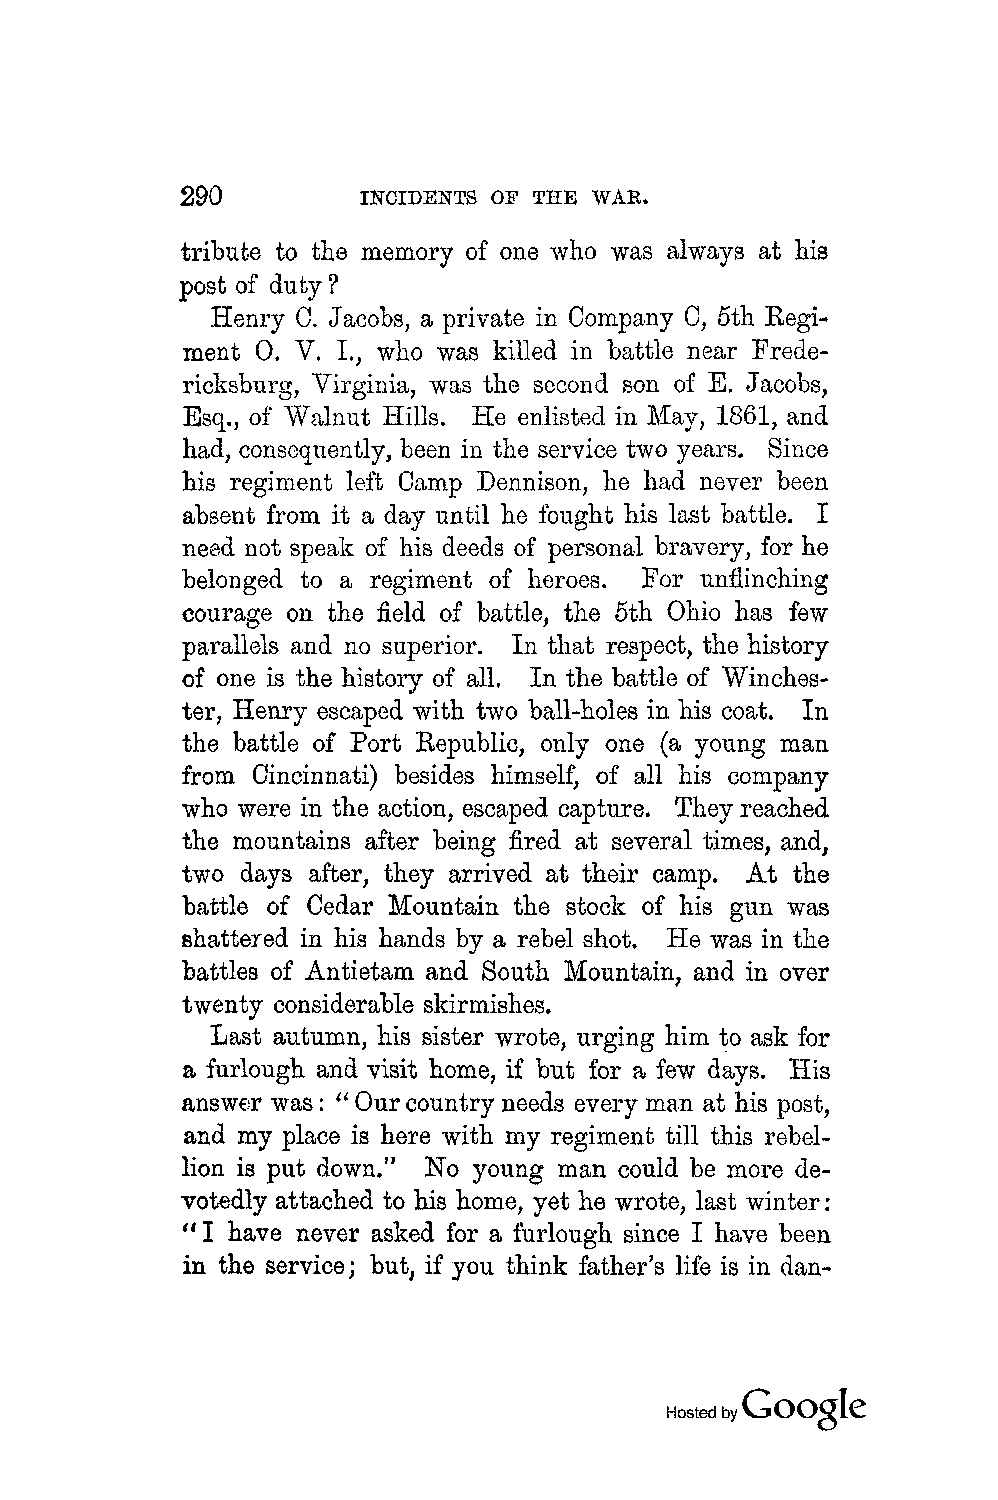 290 INCIDENTS OF THE WAR.
tribute to the memory of one who was always at his
post of duty?
Henry C. Jacobs, a private in Company C, 5th Regi-
ment O. V. I., who was killed in battle near Frede-
ricksburg, Virginia, was the second son of E. Jacobs,
Esq., of Walnut Hills. He enlisted in May, 1861, and
had, consequently, been in the service two years. Since
his regiment left Camp Dennison, he had never been
absent from it a day until he fought his last battle. I
need not speak of his deeds of personal bravery, for he
belonged to a regiment of heroes. For unflinching
courage on the field of battle, the 5th Ohio has few
parallels and no superior. In that respect, the history
of one is the history of all. In the battle of Winches-
ter, Henry escaped with two ball-holes in his coat. In
the battle of Port Republic, only one (a young man
from Cincinnati) besides himself, of all his company
who were in the action, escaped capture. They reached
the mountains after being fired at several times, and,
two days after, they arrived at their camp. At the
battle of Cedar Mountain the stock of his gun was
shattered in his hands by a rebel shot. He was in the
battles of Antietam and South Mountain, and in over
twenty considerable skirmishes.
Last autumn, his sister wrote, urging him to ask for
a furlough and visit home, if but for a few days. His
answer was: "Our country needs every man at his post,
and my place is here with my regiment till this rebel-
lion is put down." No young man could be more de-
votedly attached to his home, yet he wrote, last winter:
"I have never asked for a furlough since I have been
in the service; but, if you think father's life is in dan-
Hosted by Google